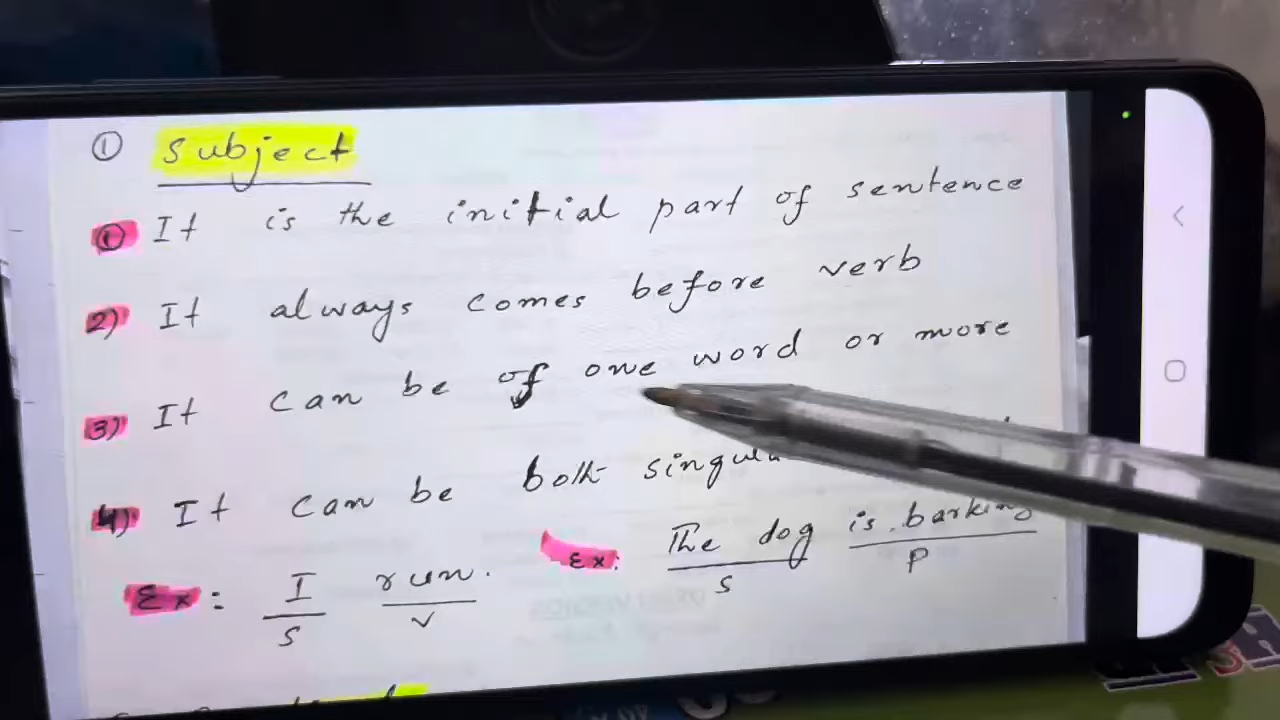 ① Subject
① It is the initial part of sentence
2) It always comes before verb
3) It can be of one word or more
4) It can be both
Ex: I run. Ex: The dog is barking
S V S P